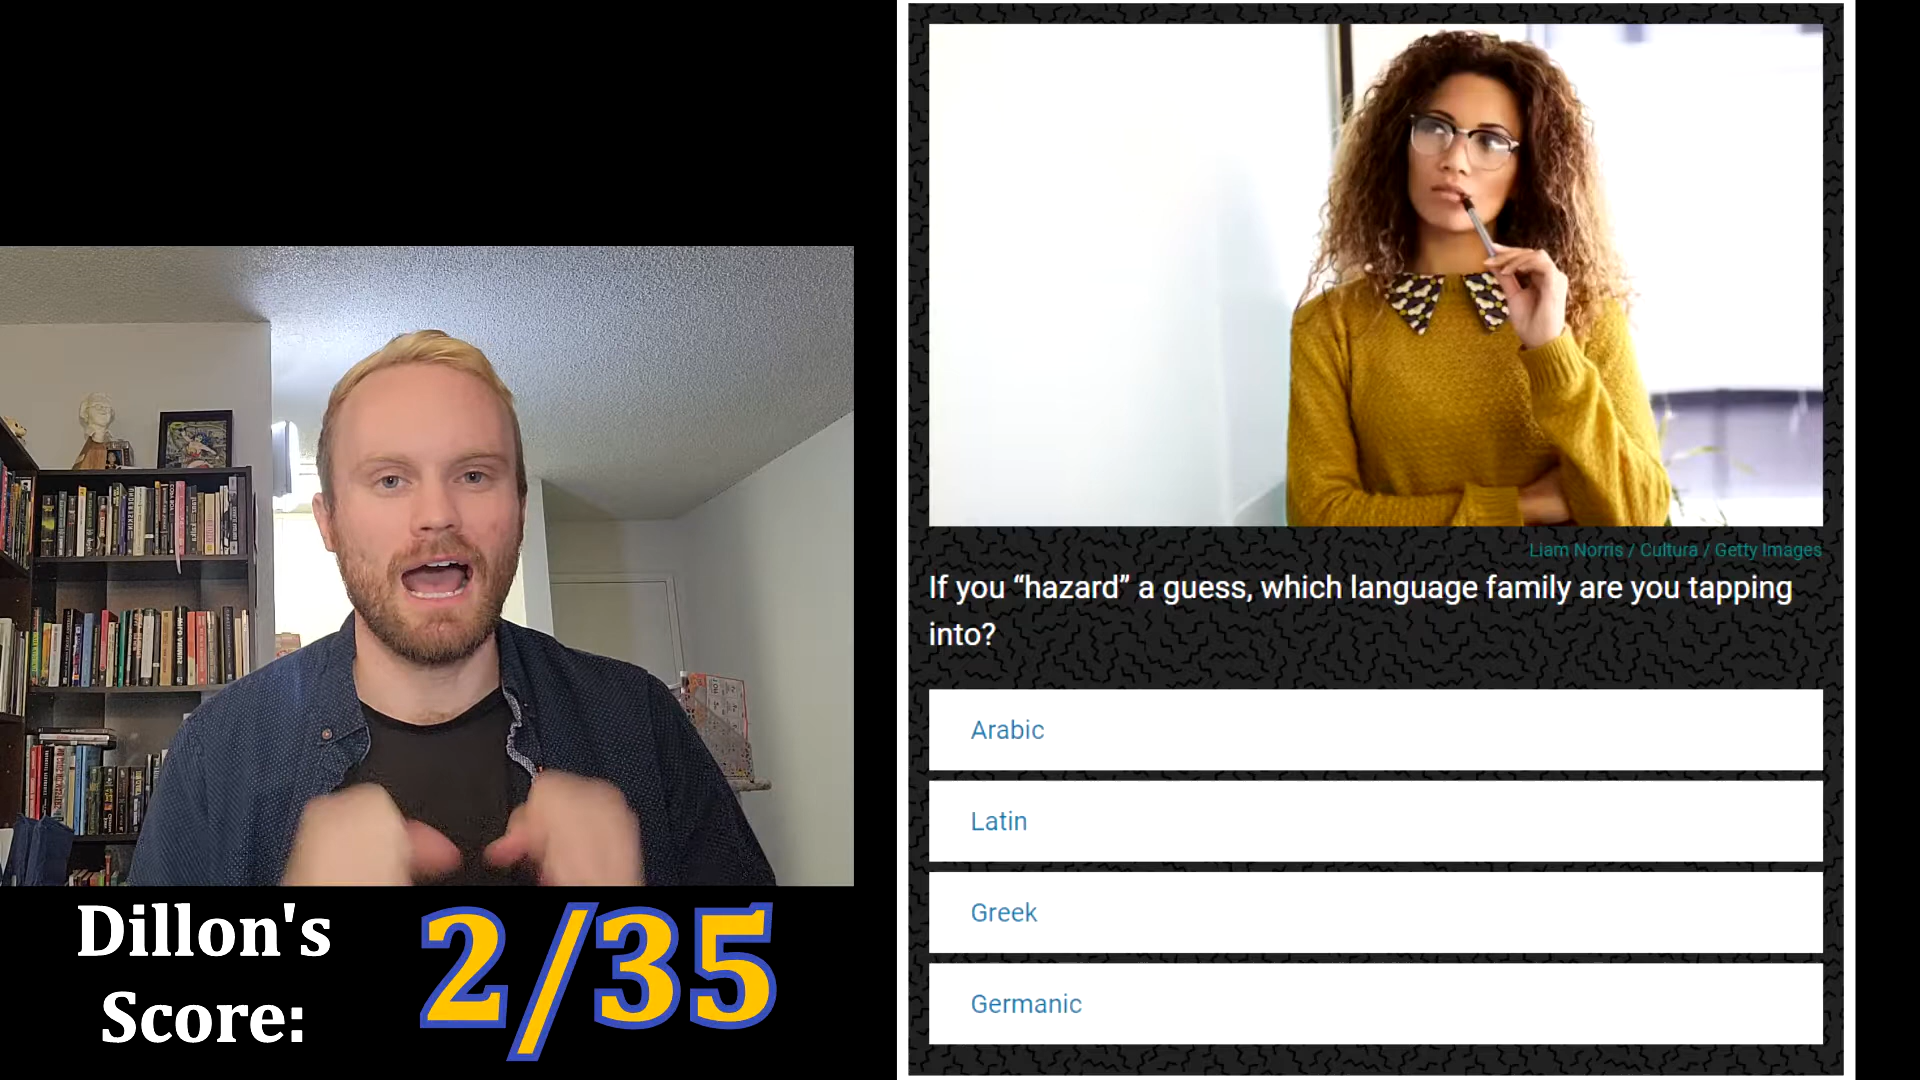 Dillon's
Score:
2/35
Liam Norris / Cultura / Getty Images
If you “hazard” a guess, which language family are you tapping
into?
Arabic
Latin
Greek
Germanic